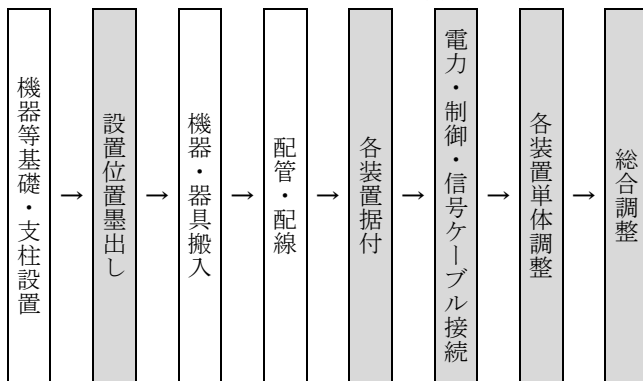 機器等基礎・支柱設置
→
設置位置墨出し
→
機器・器具搬入
→
配管・配線
→
各装置据付
→
電力・制御・信号ケーブル接続
→
各装置単体調整
→
総合調整